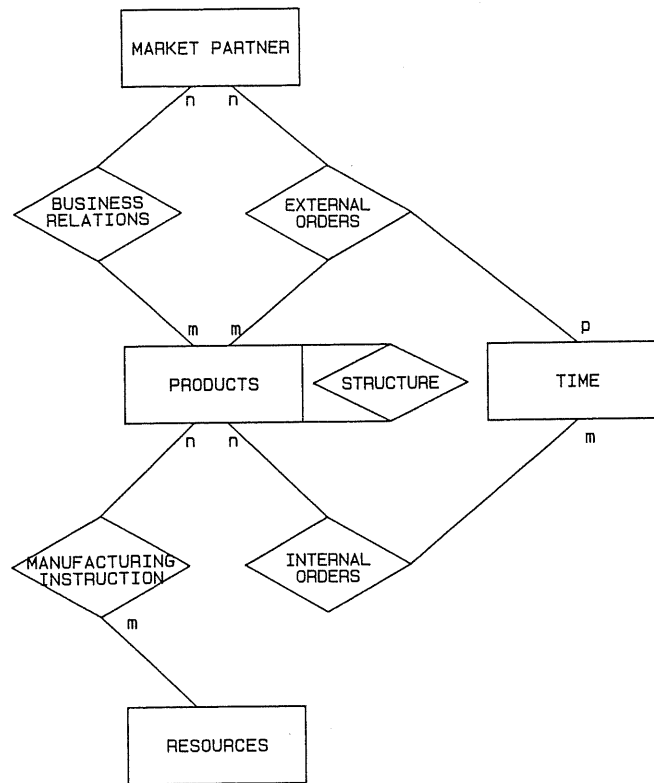 MARKET PARTNER
n n
BUSINESS
RELATIONS
EXTERNAL
ORDERS
m m
p
PRODUCTS
STRUCTURE
TIME
n n
m
MANUFACTURING
INSTRUCTION
INTERNAL
ORDERS
m
RESOURCES